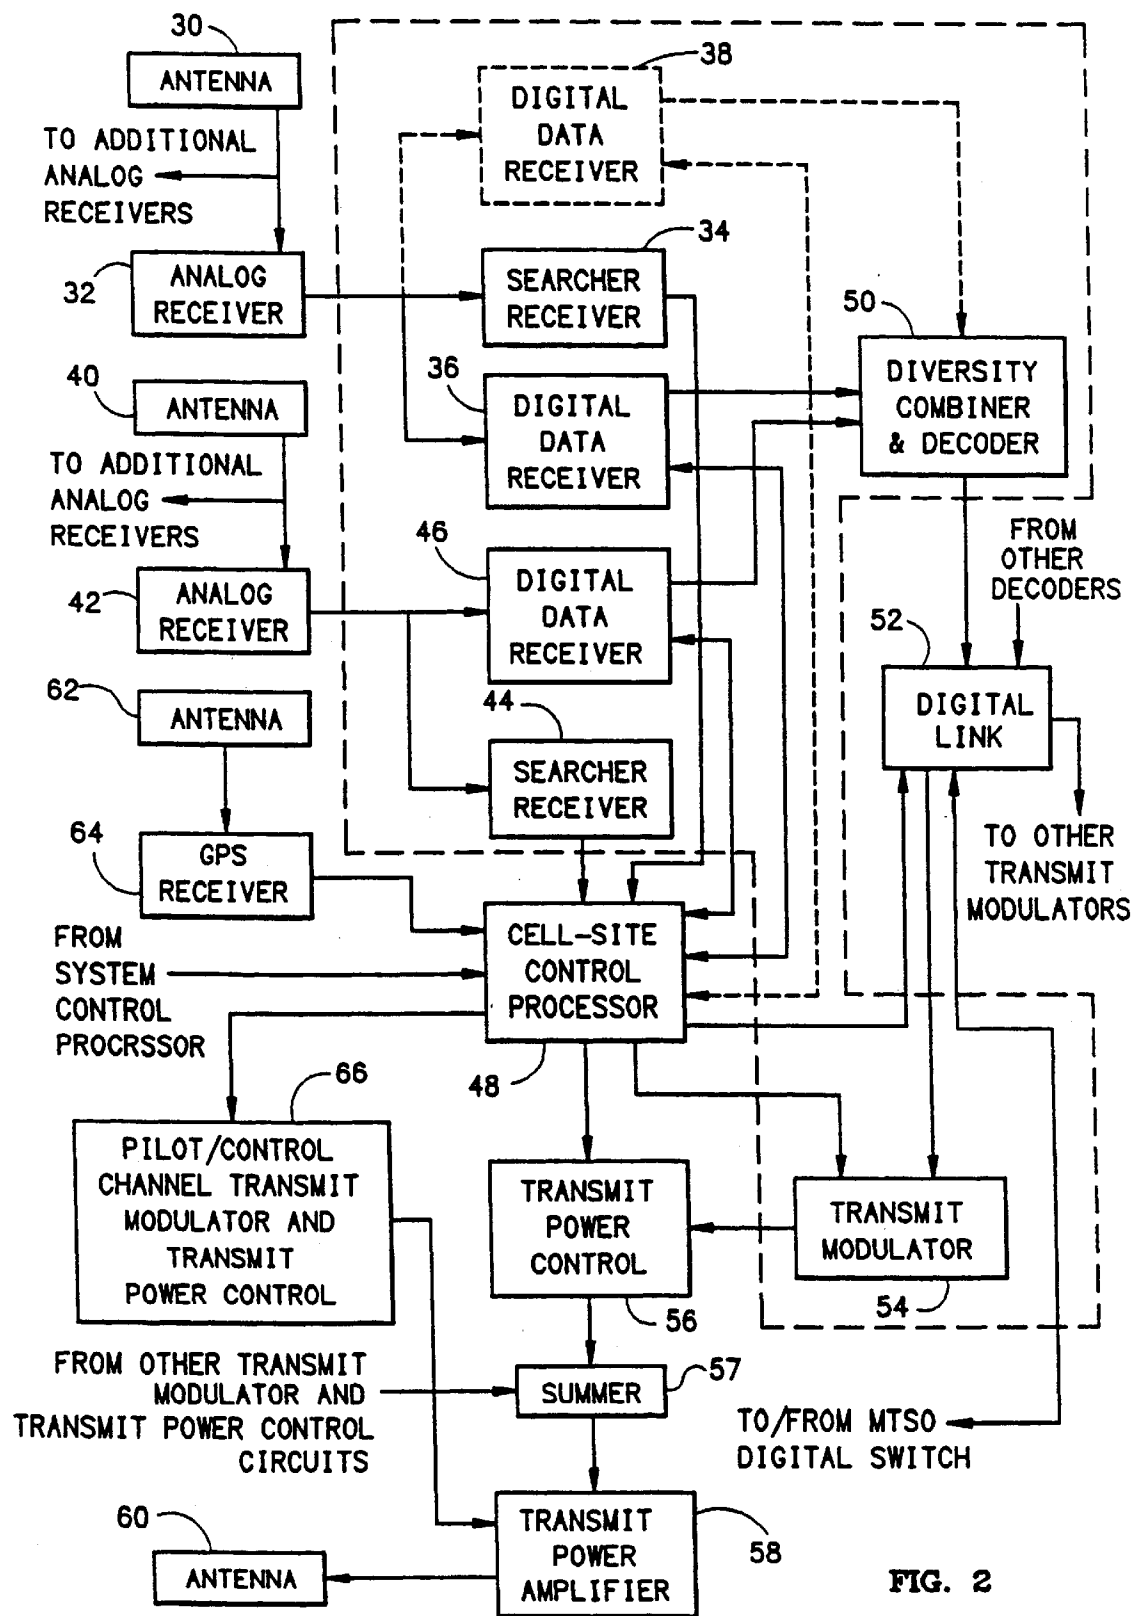 30
ANTENNA
TO ADDITIONAL
ANALOG
RECEIVERS
32
ANALOG
RECEIVER
38
DIGITAL
DATA
RECEIVER
34
SEARCHER
RECEIVER
40
ANTENNA
TO ADDITIONAL
ANALOG
RECEIVERS
36
DIGITAL
DATA
RECEIVER
50
DIVERSITY
COMBINER
& DECODER
42
ANALOG
RECEIVER
46
DIGITAL
DATA
RECEIVER
FROM
OTHER
DECODERS
52
DIGITAL
LINK
62
ANTENNA
44
SEARCHER
RECEIVER
64
GPS
RECEIVER
TO OTHER
TRANSMIT
MODULATORS
FROM
SYSTEM
CONTROL
PROCRSSOR
CELL-SITE
CONTROL
PROCESSOR
48
66
PILOT/CONTROL
CHANNEL TRANSMIT
MODULATOR AND
TRANSMIT
POWER CONTROL
TRANSMIT
POWER
CONTROL
56
TRANSMIT
MODULATOR
54
FROM OTHER TRANSMIT
MODULATOR AND
TRANSMIT POWER CONTROL
CIRCUITS
SUMMER
57
TO/FROM MTSO
DIGITAL SWITCH
60
ANTENNA
TRANSMIT
POWER
AMPLIFIER
58
FIG. 2